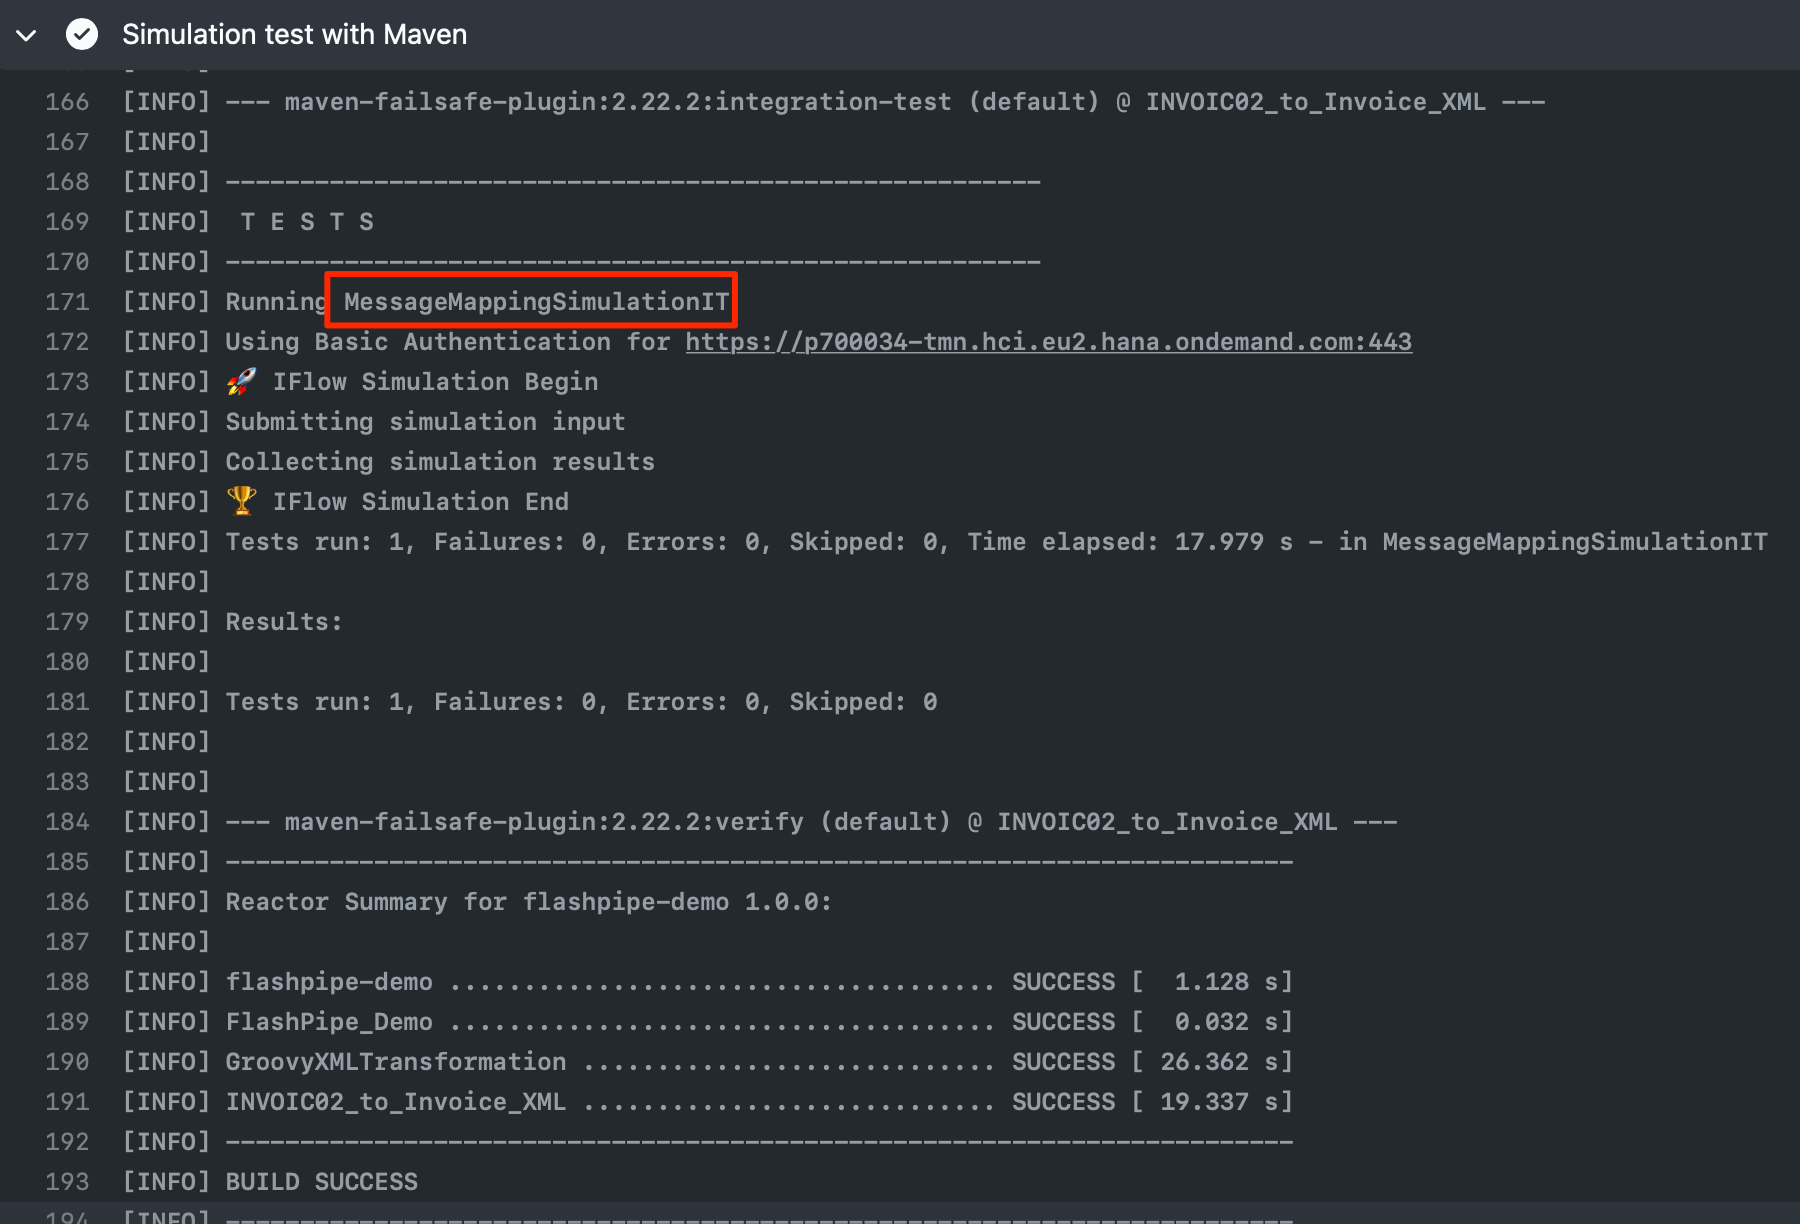 Simulation test with Maven
166 [INFO] --- maven-failsafe-plugin:2.22.2:integration-test (default) @ INVOIC02_to_Invoice_XML ---
167 [INFO]
168 [INFO] -------------------------------------------------------
169 [INFO]  T E S T S
170 [INFO] -------------------------------------------------------
171 [INFO] Running MessageMappingSimulationIT
172 [INFO] Using Basic Authentication for https://p700034-tmn.hci.eu2.hana.ondemand.com:443
173 [INFO] 🚀 IFlow Simulation Begin
174 [INFO] Submitting simulation input
175 [INFO] Collecting simulation results
176 [INFO] 🏆 IFlow Simulation End
177 [INFO] Tests run: 1, Failures: 0, Errors: 0, Skipped: 0, Time elapsed: 17.979 s - in MessageMappingSimulationIT
178 [INFO]
179 [INFO] Results:
180 [INFO]
181 [INFO] Tests run: 1, Failures: 0, Errors: 0, Skipped: 0
182 [INFO]
183 [INFO]
184 [INFO] --- maven-failsafe-plugin:2.22.2:verify (default) @ INVOIC02_to_Invoice_XML ---
185 [INFO] ------------------------------------------------------------------------
186 [INFO] Reactor Summary for flashpipe-demo 1.0.0:
187 [INFO]
188 [INFO] flashpipe-demo ..................................... SUCCESS [  1.128 s]
189 [INFO] FlashPipe_Demo ..................................... SUCCESS [  0.032 s]
190 [INFO] GroovyXMLTransformation ............................ SUCCESS [ 26.362 s]
191 [INFO] INVOIC02_to_Invoice_XML ............................ SUCCESS [ 19.337 s]
192 [INFO] ------------------------------------------------------------------------
193 [INFO] BUILD SUCCESS
194 [INFO] ------------------------------------------------------------------------